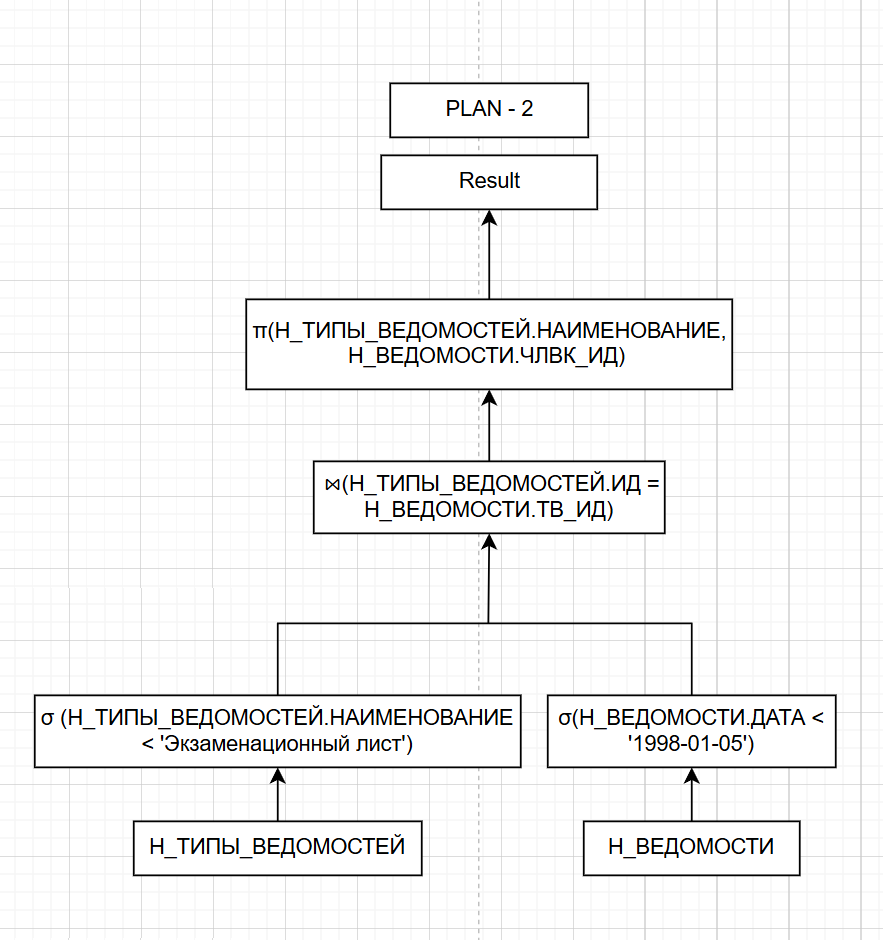 PLAN - 2
Result
π(Н_ТИПЫ_ВЕДОМОСТЕЙ.НАИМЕНОВАНИЕ,
Н_ВЕДОМОСТИ.ЧЛВК_ИД)
⋈(Н_ТИПЫ_ВЕДОМОСТЕЙ.ИД =
Н_ВЕДОМОСТИ.ТВ_ИД)
σ (Н_ТИПЫ_ВЕДОМОСТЕЙ.НАИМЕНОВАНИЕ
< 'Экзаменационный лист')
σ(Н_ВЕДОМОСТИ.ДАТА <
'1998-01-05')
Н_ТИПЫ_ВЕДОМОСТЕЙ
Н_ВЕДОМОСТИ